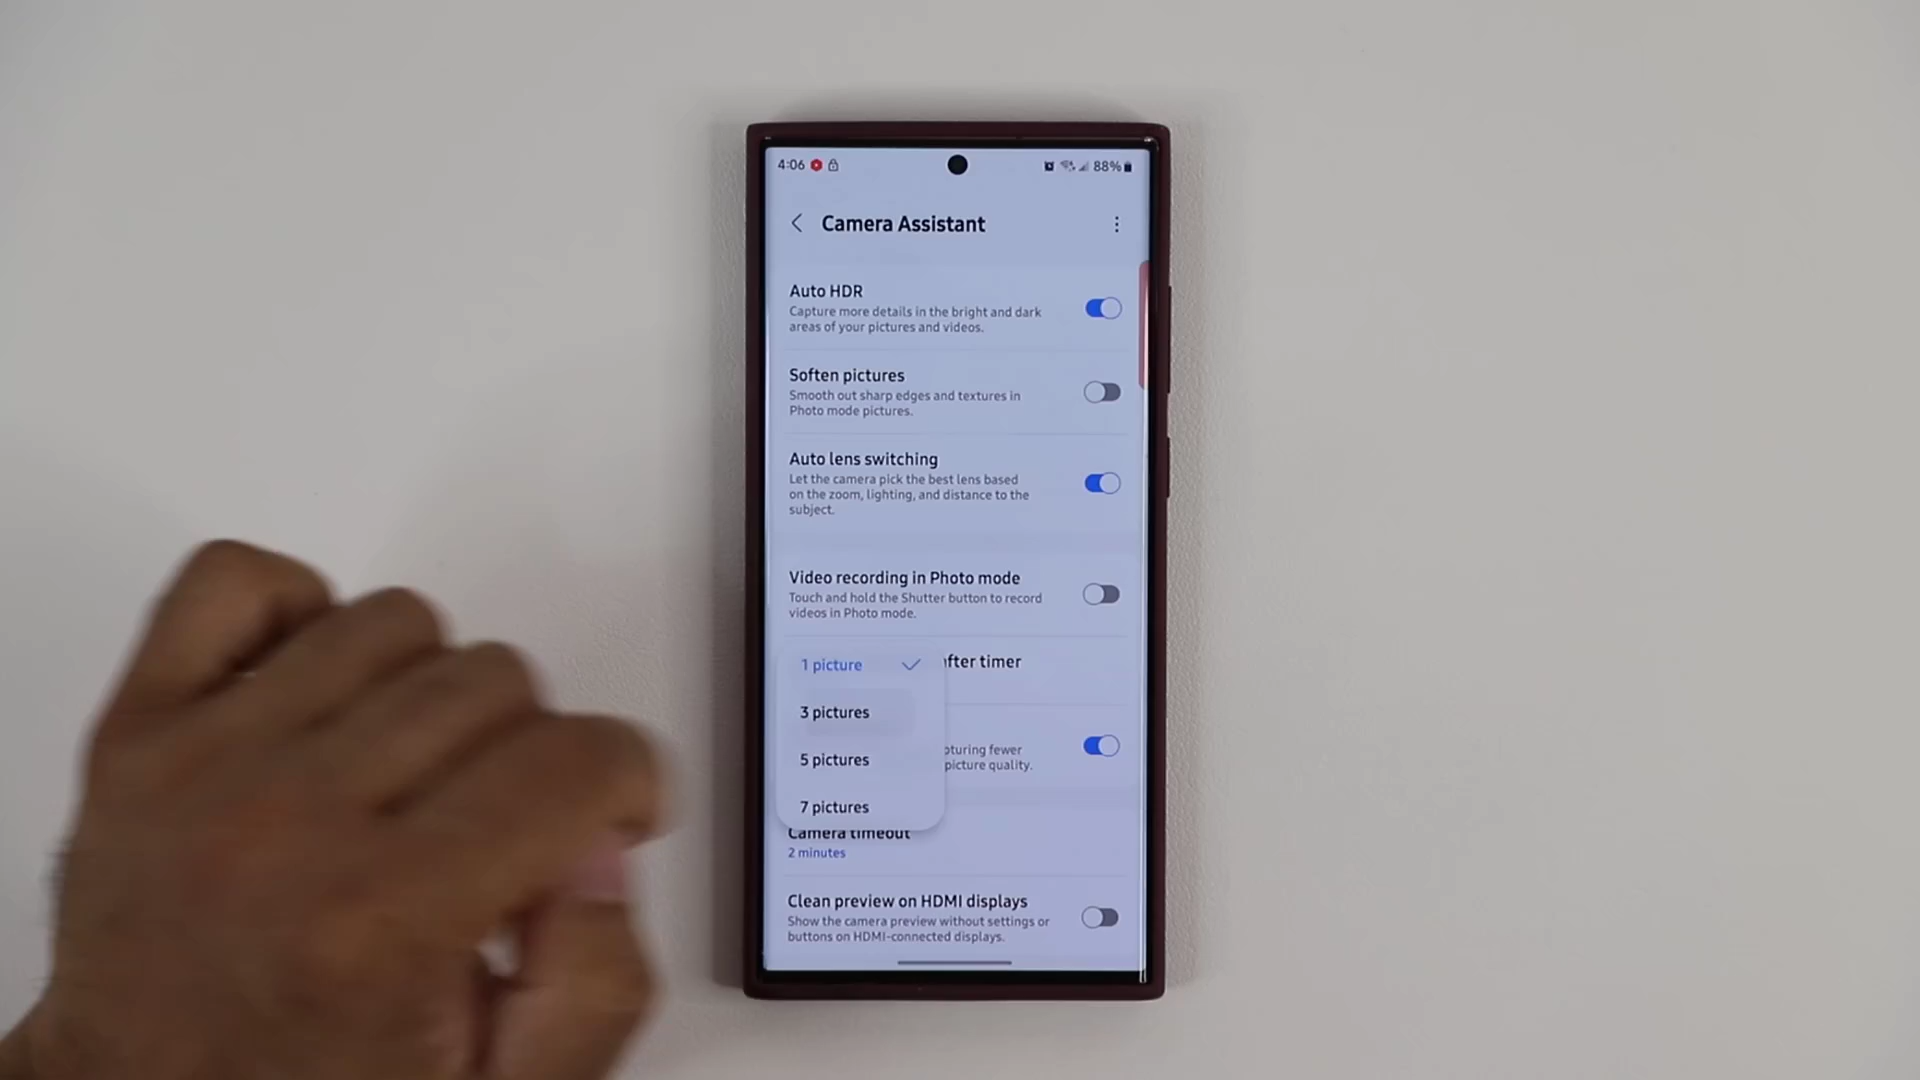 4:06
88%
Camera Assistant
Auto HDR
Capture more details in the bright and dark
areas of your pictures and videos.
Soften pictures
Smooth out sharp edges and textures in
Photo mode pictures.
Auto lens switching
Let the camera pick the best lens based
on the zoom, lighting, and distance to the
subject.
Video recording in Photo mode
Touch and hold the Shutter button to record
videos in Photo mode.
1 picture
after timer
3 pictures
5 pictures
pturing fewer
picture quality.
7 pictures
Camera timeout
2 minutes
Clean preview on HDMI displays
Show the camera preview without settings or
buttons on HDMI-connected displays.